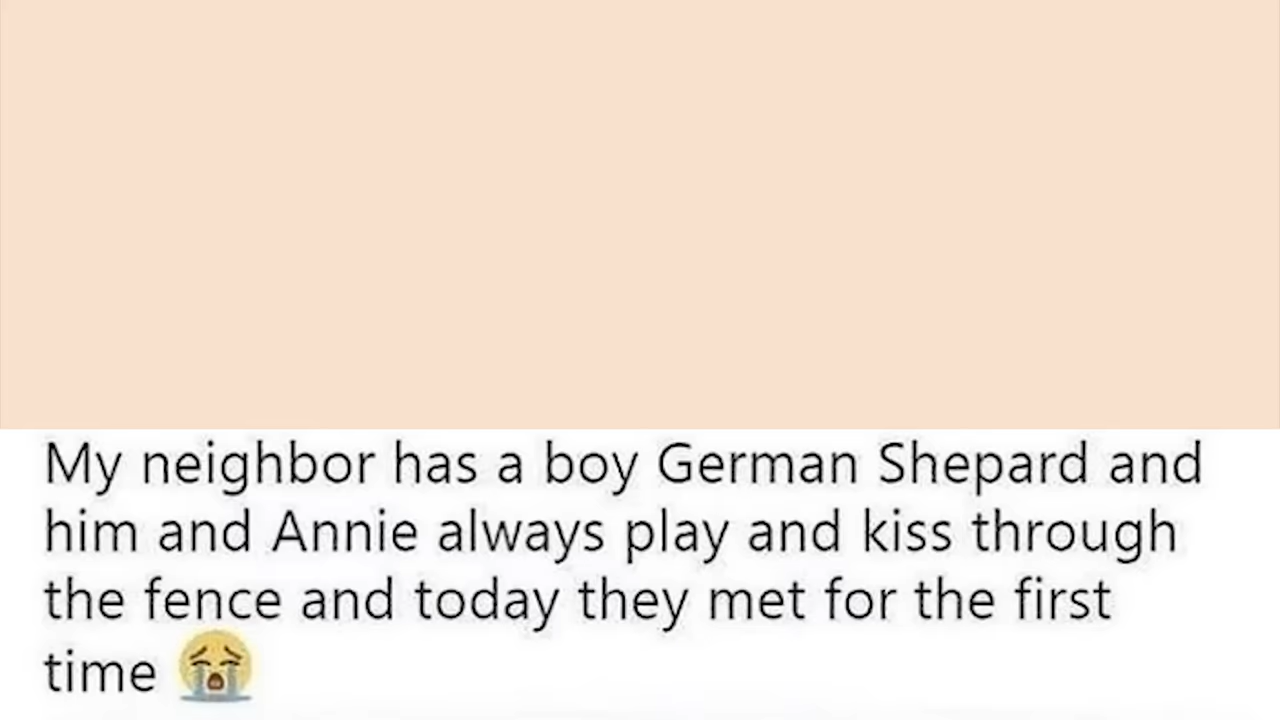 My neighbor has a boy German Shepard and
him and Annie always play and kiss through
the fence and today they met for the first
time 😭